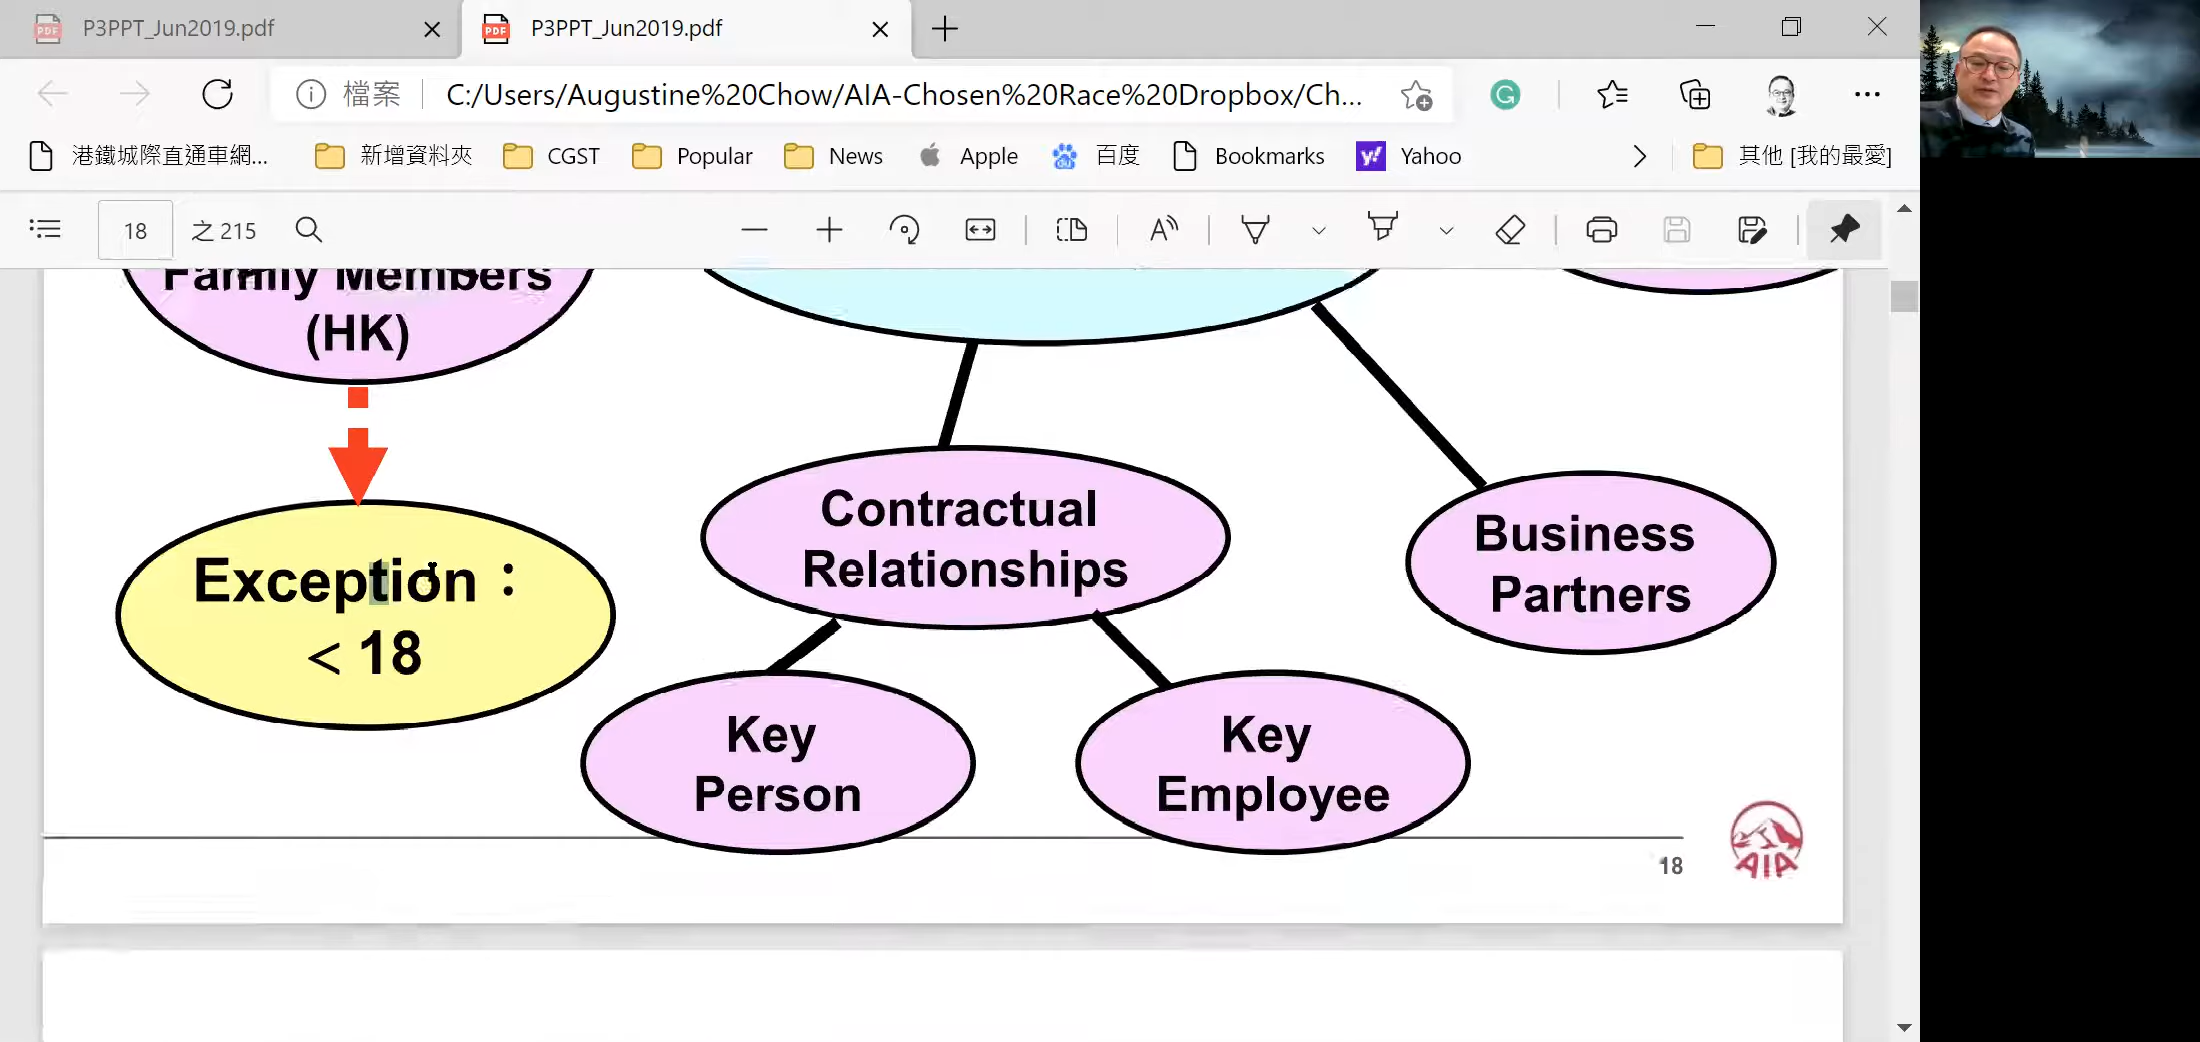 P3PPT_Jun2019.pdf
P3PPT_Jun2019.pdf
檔案
C:/Users/Augustine%20Chow/AIA-Chosen%20Race%20Dropbox/Ch...
港鐵城際直通車網...
新增資料夾
CGST
Popular
News
Apple
百度
Bookmarks
Yahoo
其他 [我的最愛]
18
之 215
Family Members
(HK)
Exception :
< 18
Contractual
Relationships
Business
Partners
Key
Person
Key
Employee
18
AIA